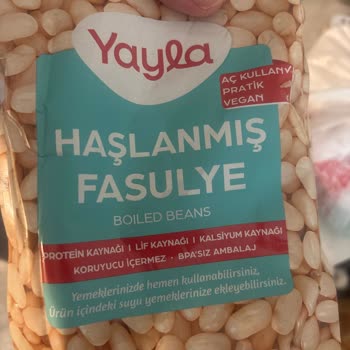 Yayla
AÇ KULLAN
PRATİK
VEGAN
HAŞLANMIŞ
FASULYE
BOILED BEANS
PROTEİN KAYNAĞI I LİF KAYNAĞI I KALSİYUM KAYNAĞI
KORUYUCU İÇERMEZ · BPA'SIZ AMBALAJ
Yemeklerinizde hemen kullanabilirsiniz,
Ürün içindeki suyu yemeklerinize ekleyebilirsiniz.